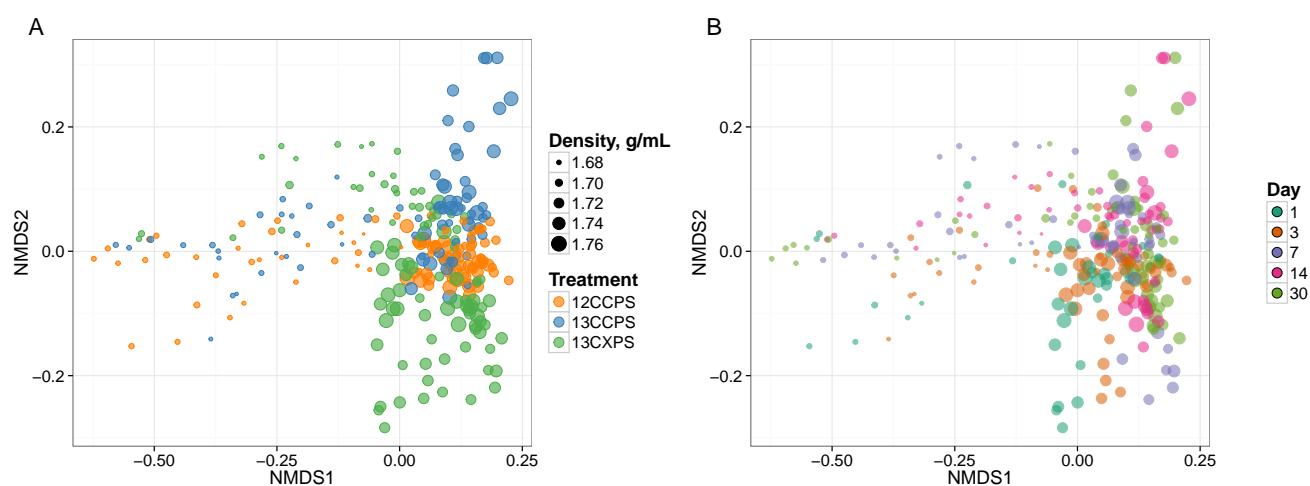 A
B
0.2
0.0
−0.2
NMDS2
−0.50
−0.25
0.00
0.25
NMDS1
Density, g/mL
1.68
1.70
1.72
1.74
1.76
Treatment
12CCPS
13CCPS
13CXPS
0.2
0.0
−0.2
NMDS2
−0.50
−0.25
0.00
0.25
NMDS1
Day
1
3
7
14
30